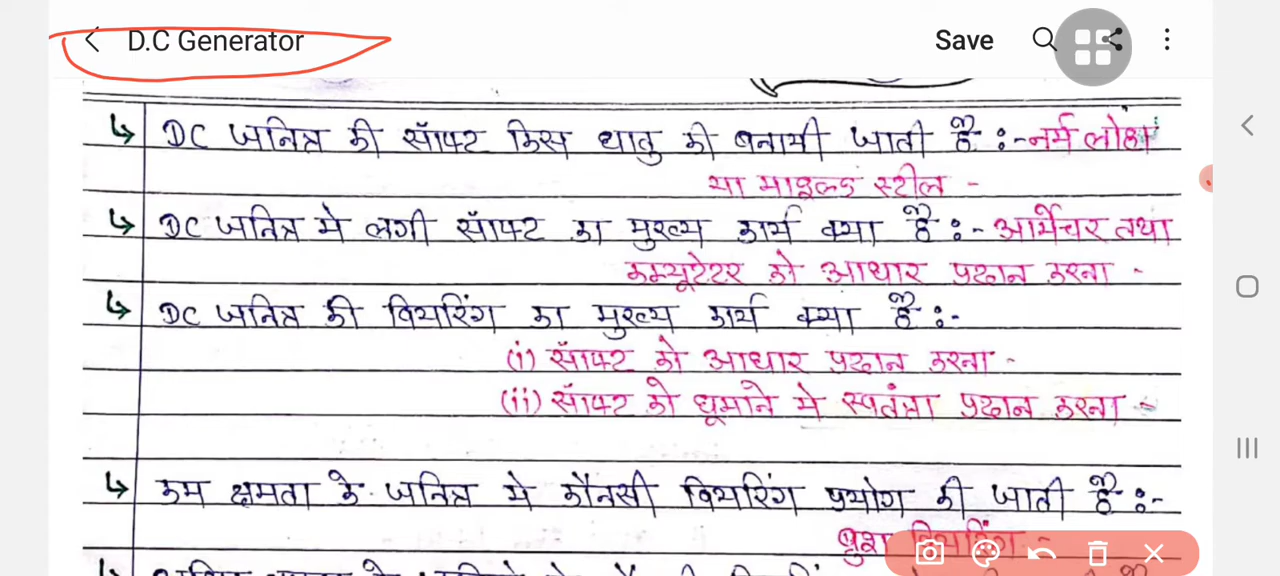 D.C Generator Save
DC जनित्र की सॉफ्ट किस धातु की बनायी जाती है :- नर्म लोहा
या माइल्ड स्टील -
DC जनित्र मे लगी सॉफ्ट का मुख्य कार्य क्या है :- आर्मेचर तथा
कम्यूटेटर को आधार प्रदान करना -
DC जनित्र की वियरिंग का मुख्य कार्य क्या है :-
(i) सॉफ्ट को आधार प्रदान करना -
(ii) सॉफ्ट को घूमाने मे स्वतंत्रा प्रदान करना -
कम क्षमता के जनित्र मे कौनसी वियरिंग प्रयोग की जाती है :-
वियरिंग -